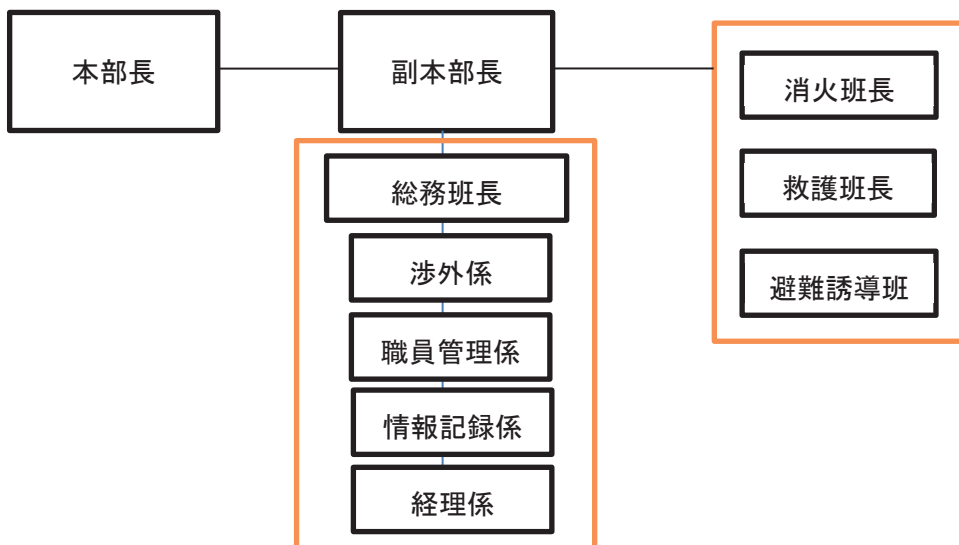 本部長
副本部長
消火班長
救護班長
避難誘導班
総務班長
渉外係
職員管理係
情報記録係
経理係